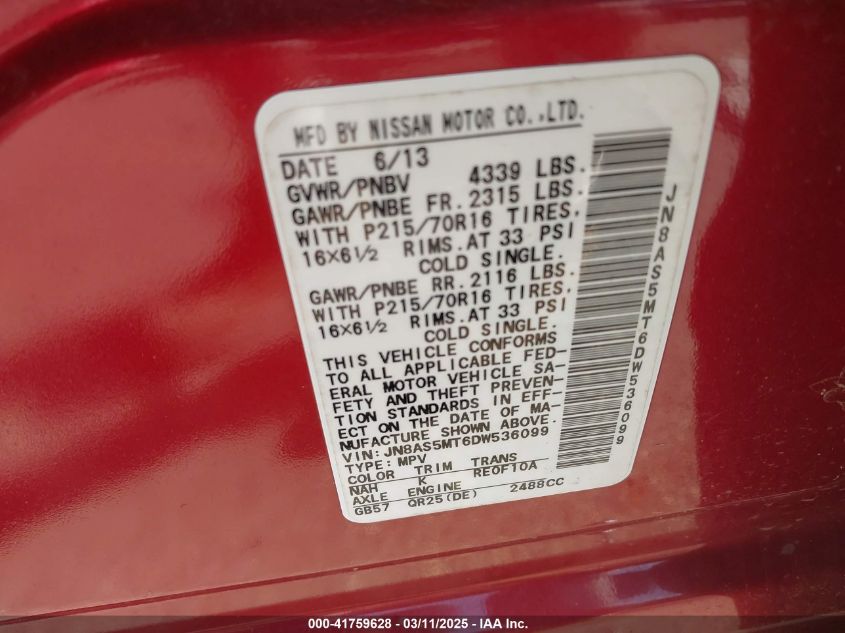 MFD BY NISSAN MOTOR CO.,LTD.
DATE 6/13
GVWR/PNBV 4339 LBS.
GAWR/PNBE FR. 2315 LBS.
WITH P215/70R16 TIRES,
16X6½ RIMS. AT 33 PSI
COLD SINGLE.
GAWR/PNBE RR. 2116 LBS.
WITH P215/70R16 TIRES,
16X6½ RIMS. AT 33 PSI
COLD SINGLE.
THIS VEHICLE CONFORMS
TO ALL APPLICABLE FED-
ERAL MOTOR VEHICLE SA-
FETY AND THEFT PREVEN-
TION STANDARDS IN EFF-
ECT ON THE DATE OF MA-
NUFACTURE SHOWN ABOVE.
VIN: JN8AS5MT6DW536099
TYPE: MPV
COLOR TRIM TRANS
NAH K RE0F10A
AXLE ENGINE
GB57 QR25(DE) 2488CC
JN8AS5MT6DW536099
000-41759628 - 03/11/2025 - IAA Inc.